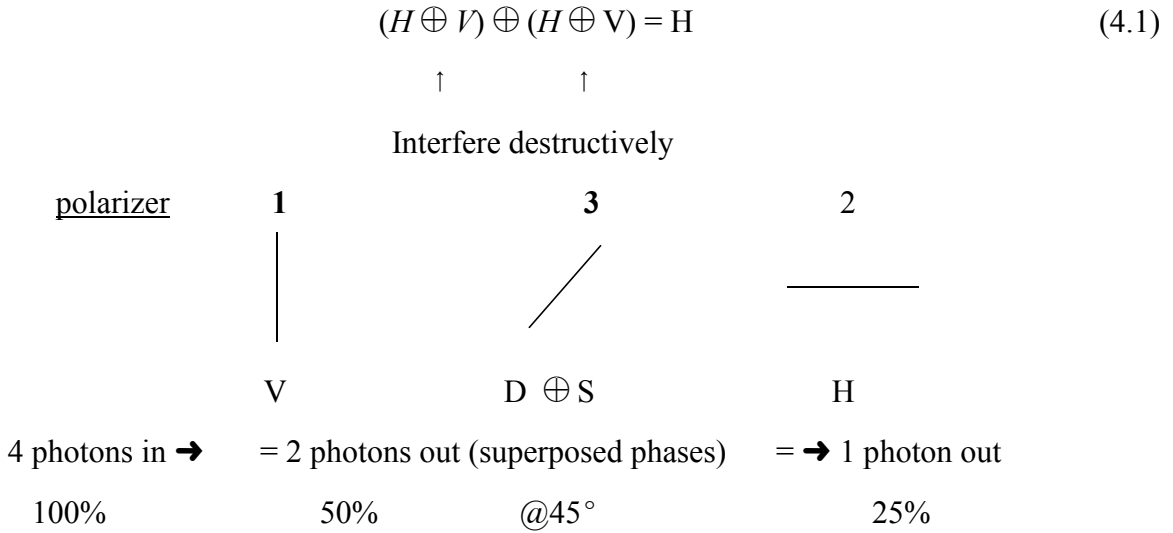 (H ⊕ V) ⊕ (H ⊕ V) = H (4.1)
↑ ↑
Interfere destructively
polarizer 1 3 2
V D ⊕ S H
4 photons in ➜ = 2 photons out (superposed phases) = ➜ 1 photon out
100% 50% @45° 25%